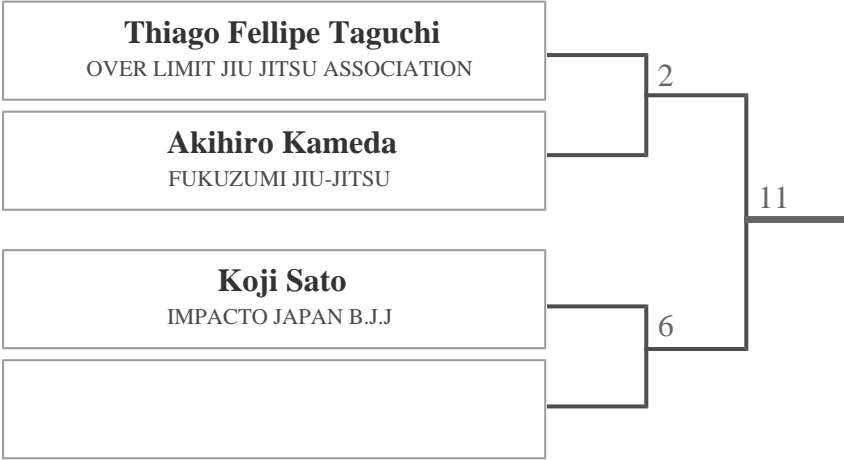 Thiago Fellipe Taguchi
OVER LIMIT JIU JITSU ASSOCIATION
2
Akihiro Kameda
FUKUZUMI JIU-JITSU
11
Koji Sato
IMPACTO JAPAN B.J.J
6